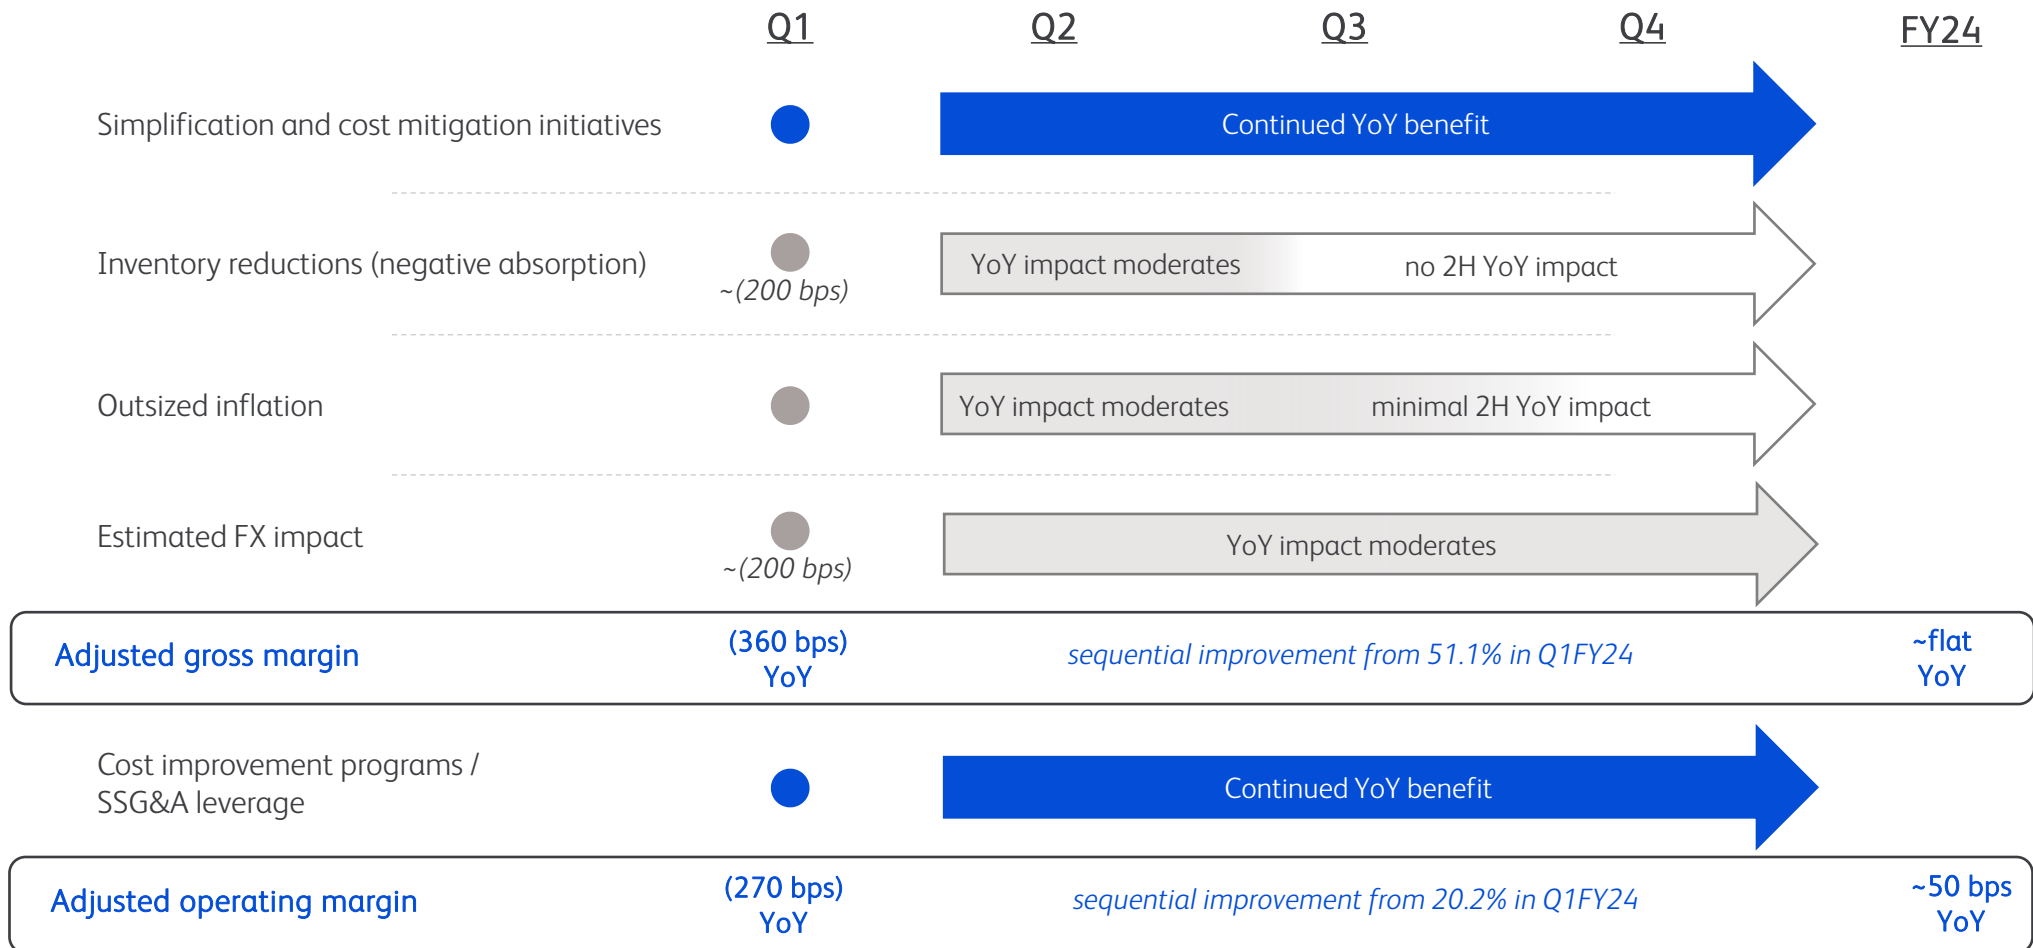 Q1 Q2 Q3 Q4 FY24
Simplification and cost mitigation initiatives
Continued YoY benefit
Inventory reductions (negative absorption)
~(200 bps)
YoY impact moderates
no 2H YoY impact
Outsized inflation
YoY impact moderates
minimal 2H YoY impact
Estimated FX impact
~(200 bps)
YoY impact moderates
Adjusted gross margin
(360 bps)
YoY
sequential improvement from 51.1% in Q1FY24
~flat
YoY
Cost improvement programs /
SSG&A leverage
Continued YoY benefit
Adjusted operating margin
(270 bps)
YoY
sequential improvement from 20.2% in Q1FY24
~50 bps
YoY